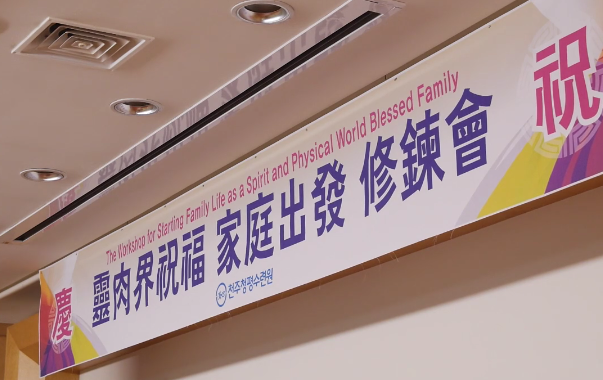 慶
祝
The Workshop for Starting Family Life as a Spirit and Physical World Blessed Family
靈肉界祝福 家庭出發 修鍊會
천주청평수련원